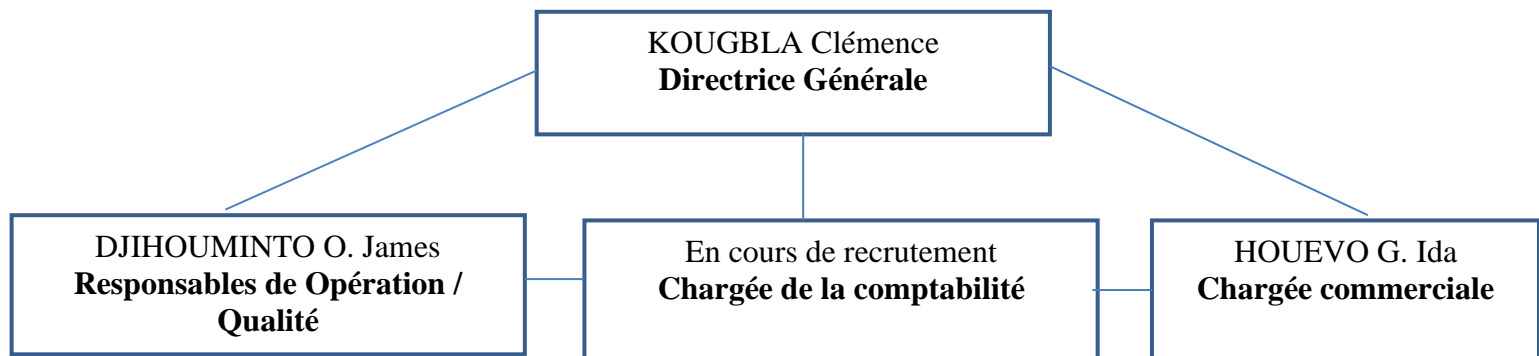 KOUGBLA Clémence
Directrice Générale
DJIHOUMINTO O. James
Responsables de Opération /
Qualité
En cours de recrutement
Chargée de la comptabilité
HOUEVO G. Ida
Chargée commerciale